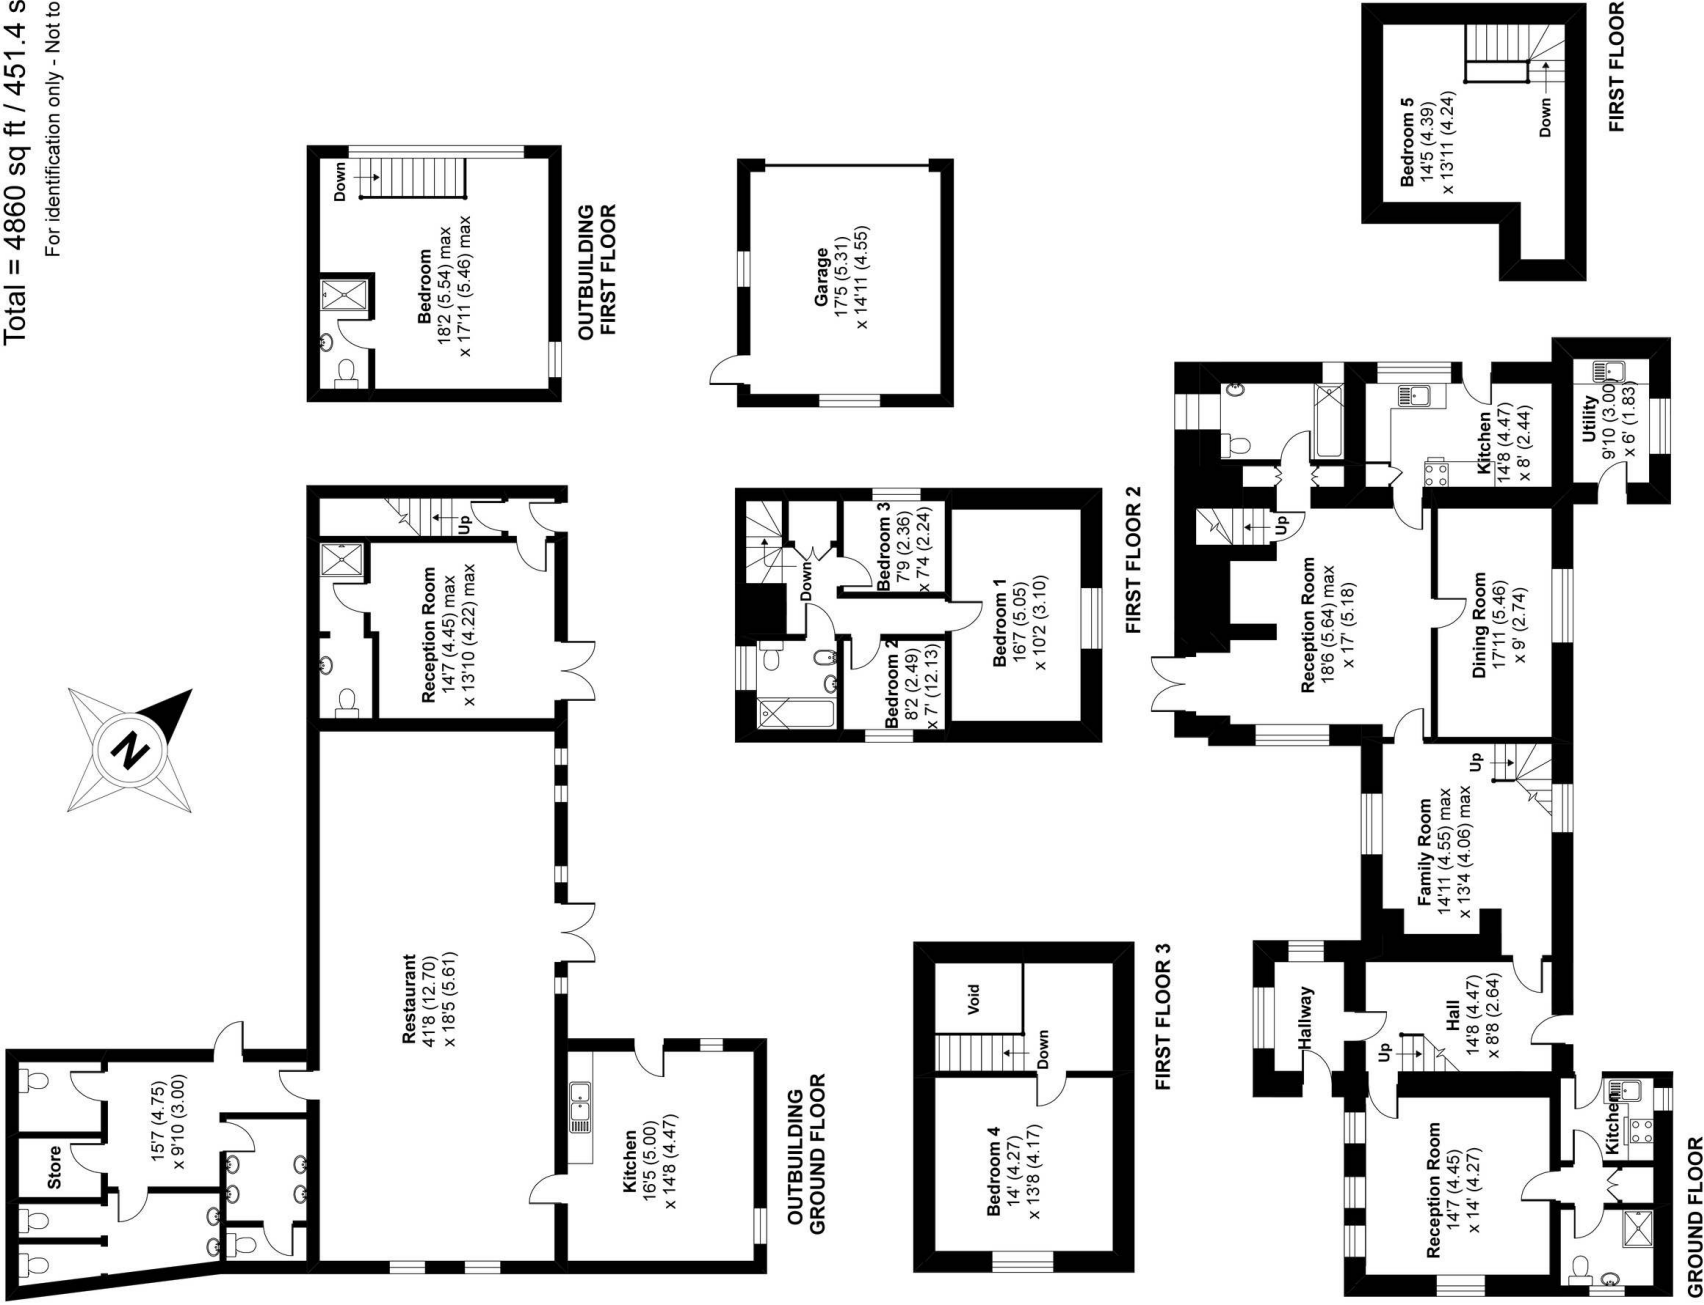 Total = 4860 sq ft / 451.4 s
For identification only - Not to
Down
Bedroom
18'2 (5.54) max
x 17'11 (5.46) max
OUTBUILDING
FIRST FLOOR
Garage
17'5 (5.31)
x 14'11 (4.55)
Bedroom 5
14'5 (4.39)
x 13'11 (4.24)
Down
FIRST FLOOR
N
Up
Reception Room
14'7 (4.45) max
x 13'10 (4.22) max
Restaurant
41'8 (12.70)
x 18'5 (5.61)
Store
15'7 (4.75)
x 9'10 (3.00)
Kitchen
16'5 (5.00)
x 14'8 (4.47)
OUTBUILDING
GROUND FLOOR
Down
Bedroom 3
7'9 (2.36)
x 7'4 (2.24)
Bedroom 2
8'2 (2.49)
x 7' (12.13)
Bedroom 1
16'7 (5.05)
x 10'2 (3.10)
FIRST FLOOR 2
Void
Down
Bedroom 4
14' (4.27)
x 13'8 (4.17)
FIRST FLOOR 3
Up
Reception Room
18'6 (5.64) max
x 17' (5.18)
Kitchen
14'8 (4.47)
x 8' (2.44)
Utility
9'10 (3.00)
x 6' (1.83)
Dining Room
17'11 (5.46)
x 9' (2.74)
Up
Family Room
14'11 (4.55) max
x 13'4 (4.06) max
Hallway
Up
Hall
14'8 (4.47)
x 8'8 (2.64)
Reception Room
14'7 (4.45)
x 14' (4.27)
Kitchen
GROUND FLOOR